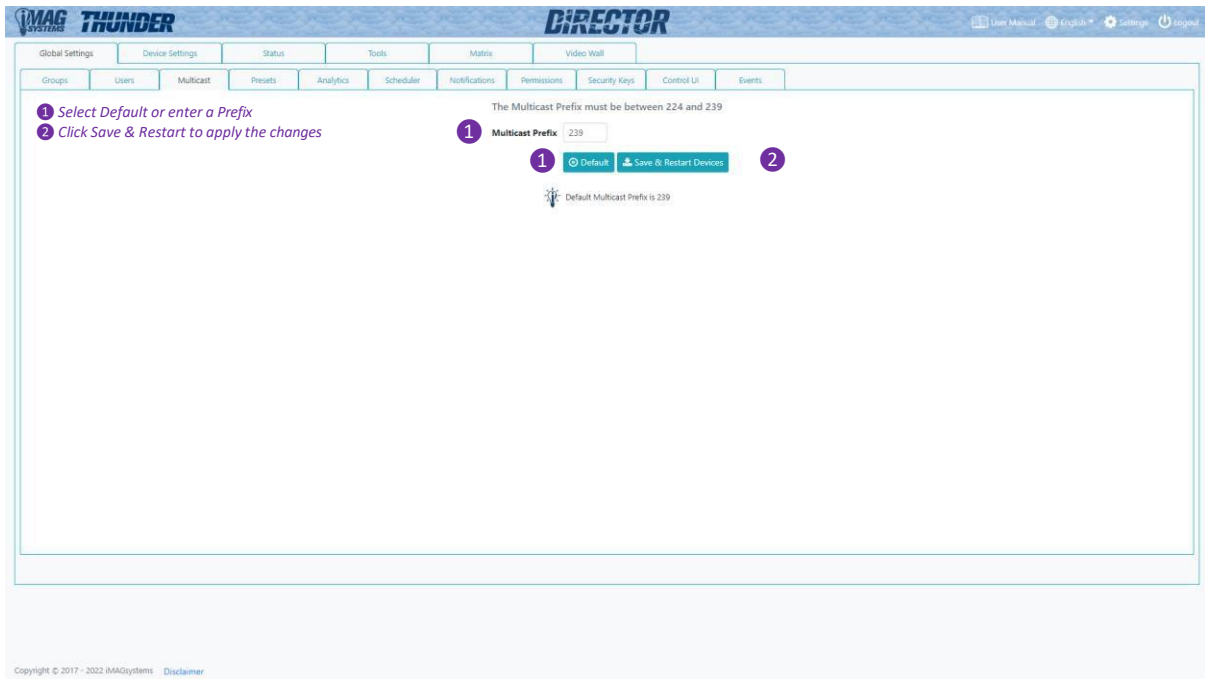 iMAG SYSTEMS THUNDER DIRECTOR User Manual English Settings Logout
Global Settings Device Settings Status Tools Matrix Video Wall
Groups Users Multicast Presets Analytics Scheduler Notifications Permissions Security Keys Control UI Events
The Multicast Prefix must be between 224 and 239
1 Select Default or enter a Prefix
2 Click Save & Restart to apply the changes
1 Multicast Prefix 239
1 Default Save & Restart Devices 2
Default Multicast Prefix is 239
Copyright © 2017 - 2022 iMAGsystems Disclaimer